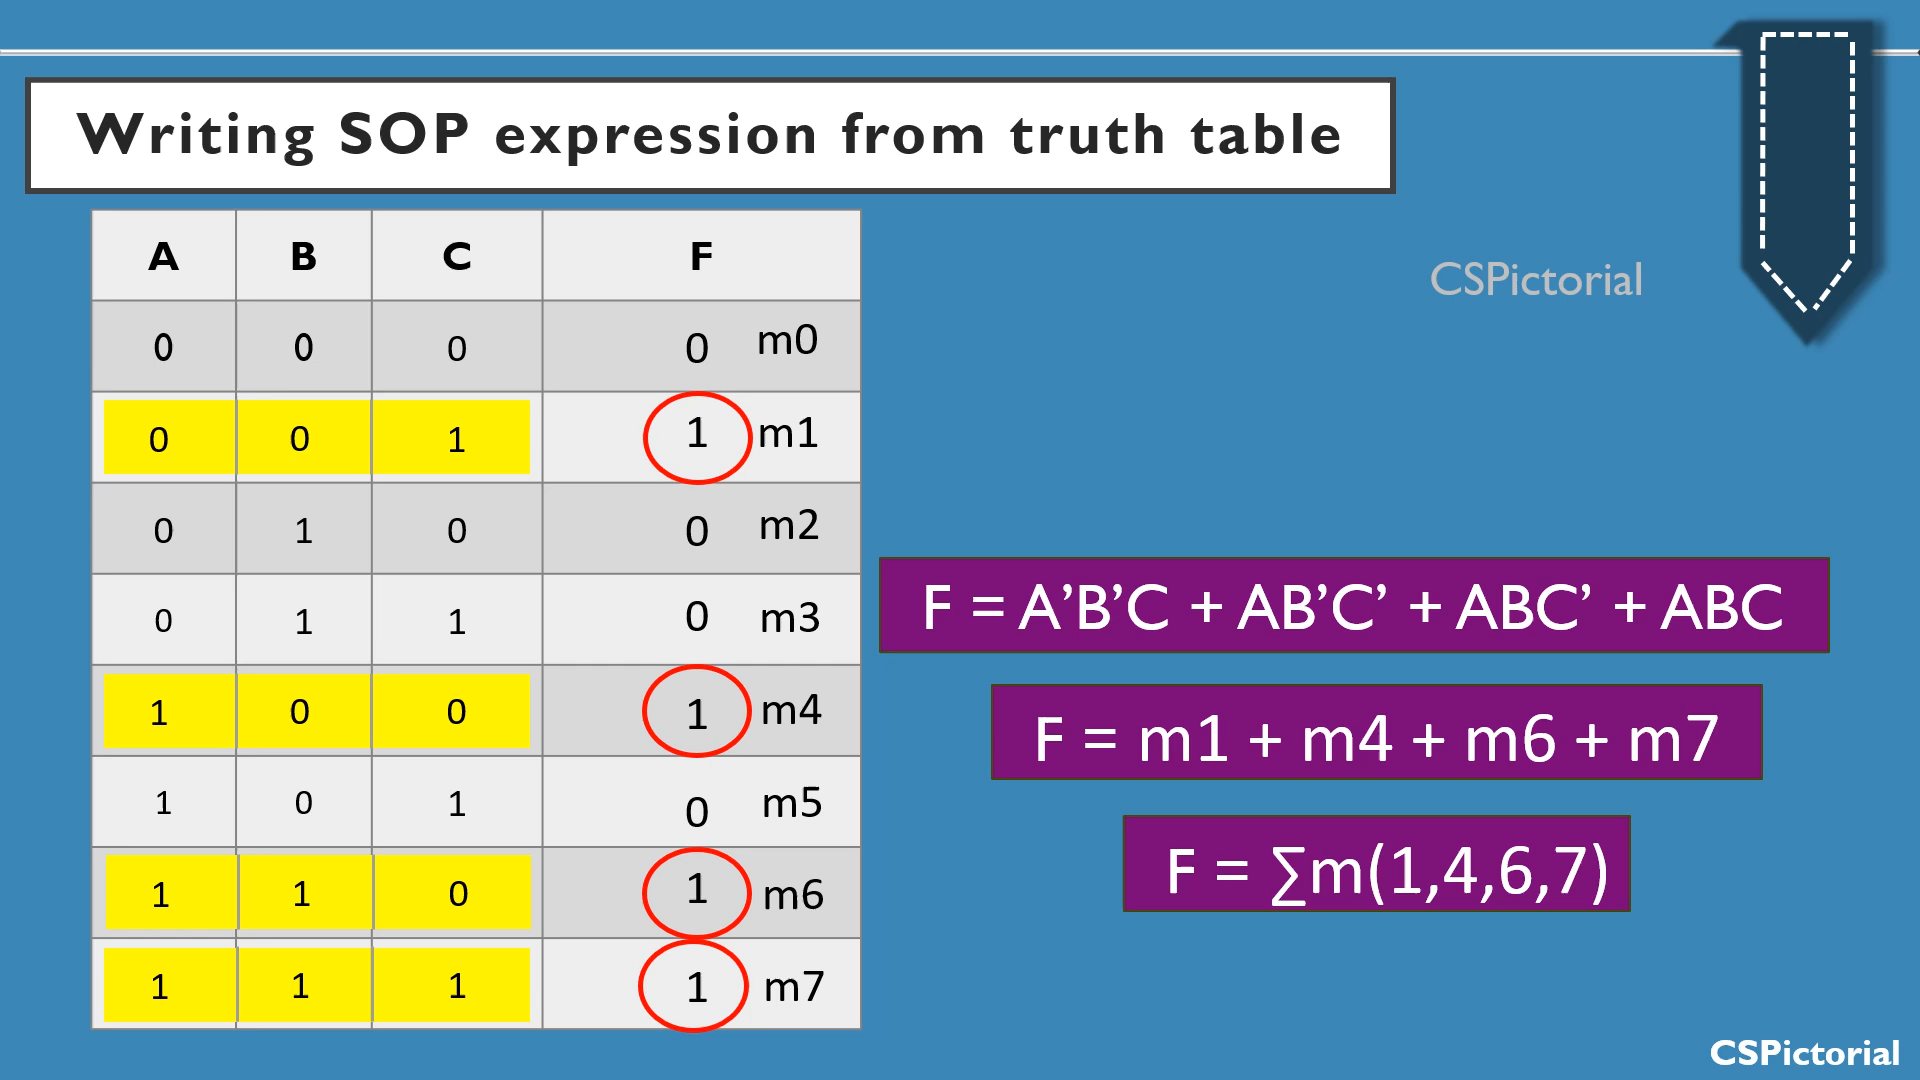 Writing SOP expression from truth table
A B C F
0 0 0 0 m0
0 0 1 1 m1
0 1 0 0 m2
0 1 1 0 m3
1 0 0 1 m4
1 0 1 0 m5
1 1 0 1 m6
1 1 1 1 m7
CSPictorial
F = A’B’C + AB’C’ + ABC’ + ABC
F = m1 + m4 + m6 + m7
F = ∑m(1,4,6,7)
CSPictorial